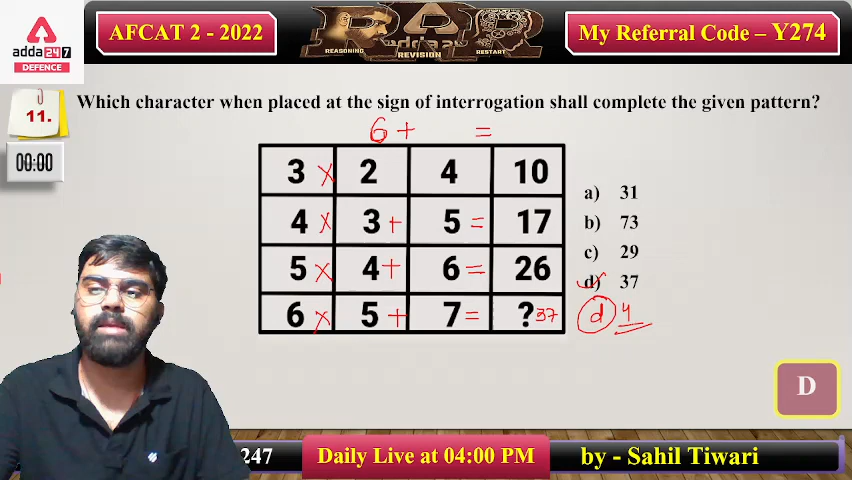 adda247
DEFENCE
AFCAT 2 - 2022
RAR
REASONING
adda247
REVISION
RESTART
My Referral Code – Y274
11.
Which character when placed at the sign of interrogation shall complete the given pattern?
00:00
6 + =
3 × 2 4 10
4 × 3 + 5 = 17
5 × 4 + 6 = 26
6 × 5 + 7 = ? 37
a) 31
b) 73
c) 29
d) 37
d 4
D
247
Daily Live at 04:00 PM
by - Sahil Tiwari